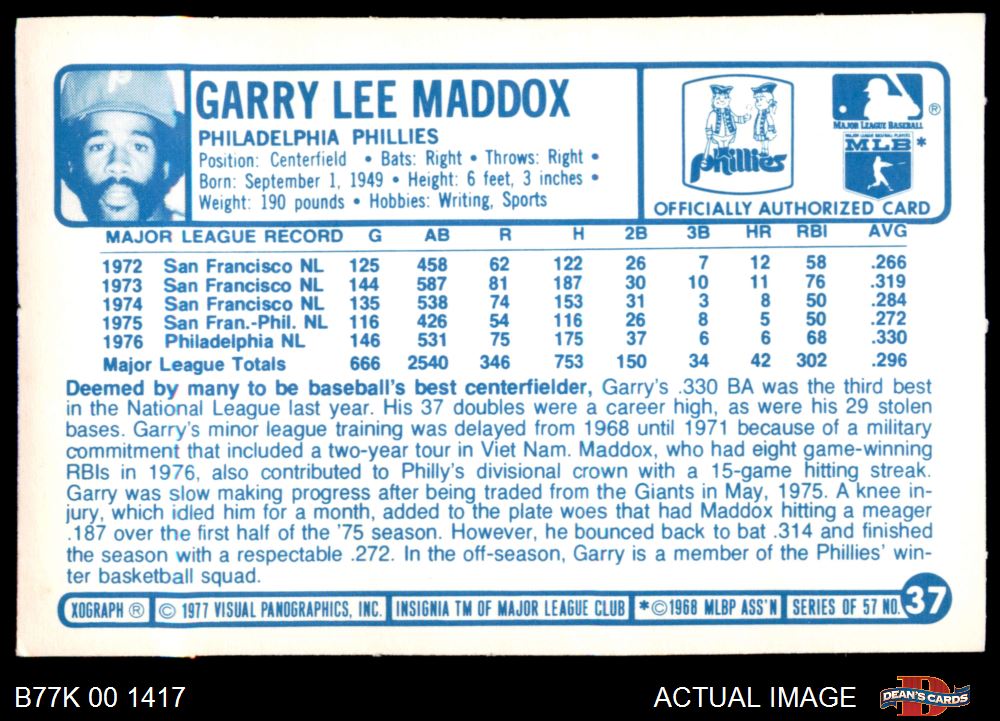 GARRY LEE MADDOX
PHILADELPHIA PHILLIES
Position: Centerfield • Bats: Right • Throws: Right •
Born: September 1, 1949 • Height: 6 feet, 3 inches •
Weight: 190 pounds • Hobbies: Writing, Sports
phillies
MAJOR LEAGUE BASEBALL ®
MAJOR LEAGUE BASEBALL PLAYERS
MLB *
OFFICIALLY AUTHORIZED CARD
MAJOR LEAGUE RECORD G AB R H 2B 3B HR RBI AVG
1972 San Francisco NL 125 458 62 122 26 7 12 58 .266
1973 San Francisco NL 144 587 81 187 30 10 11 76 .319
1974 San Francisco NL 135 538 74 153 31 3 8 50 .284
1975 San Fran.-Phil. NL 116 426 54 116 26 8 5 50 .272
1976 Philadelphia NL 146 531 75 175 37 6 6 68 .330
Major League Totals 666 2540 346 753 150 34 42 302 .296
Deemed by many to be baseball's best centerfielder, Garry's .330 BA was the third best
in the National League last year. His 37 doubles were a career high, as were his 29 stolen
bases. Garry's minor league training was delayed from 1968 until 1971 because of a military
commitment that included a two-year tour in Viet Nam. Maddox, who had eight game-winning
RBIs in 1976, also contributed to Philly's divisional crown with a 15-game hitting streak.
Garry was slow making progress after being traded from the Giants in May, 1975. A knee in-
jury, which idled him for a month, added to the plate woes that had Maddox hitting a meager
.187 over the first half of the '75 season. However, he bounced back to bat .314 and finished
the season with a respectable .272. In the off-season, Garry is a member of the Phillies' win-
ter basketball squad.
XOGRAPH ® © 1977 VISUAL PANOGRAPHICS, INC. INSIGNIA TM OF MAJOR LEAGUE CLUB *©1968 MLBP ASS'N SERIES OF 57 NO. 37
B77K 00 1417
ACTUAL IMAGE
DEAN'S CARDS